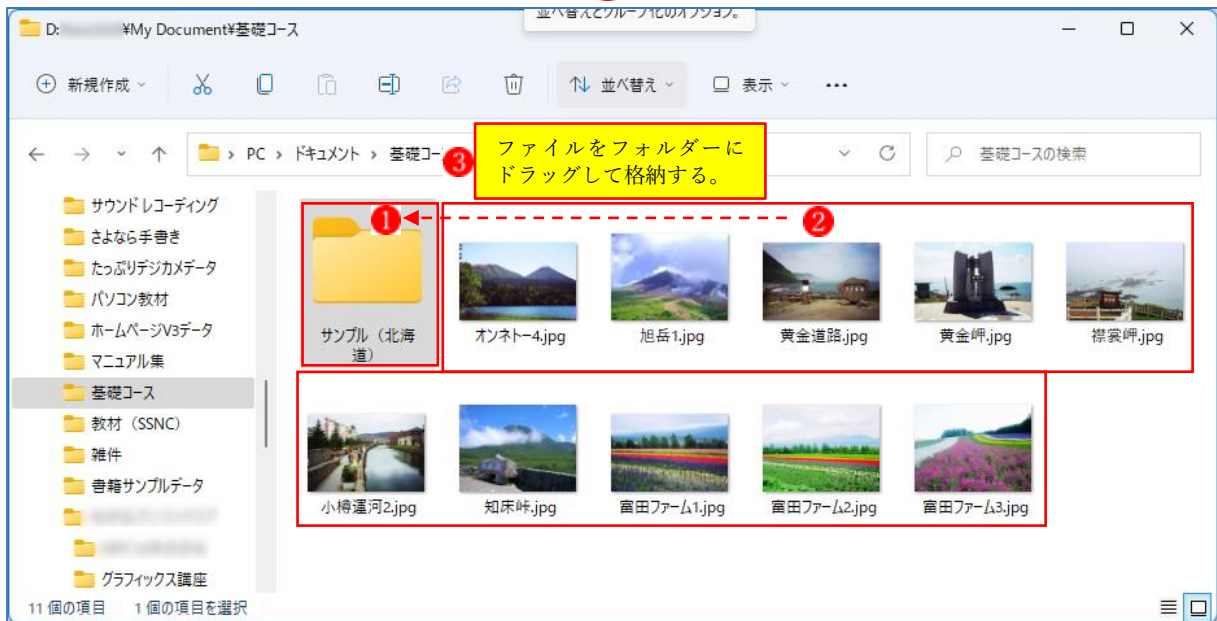 並べ替えとグループ化のオプション。
D: ¥My Document¥基礎コース
新規作成
並べ替え
表示
PC › ドキュメント › 基礎コー
基礎コースの検索
3
ファイルをフォルダーに
ドラッグして格納する。
サウンドレコーディング
さよなら手書き
たっぷりデジカメデータ
パソコン教材
ホームページV3データ
マニュアル集
基礎コース
教材（SSNC）
雑件
書籍サンプルデータ
グラフィックス講座
1
2
サンプル（北海
道）
オンネトー4.jpg
旭岳1.jpg
黄金道路.jpg
黄金岬.jpg
襟裳岬.jpg
小樽運河2.jpg
知床峠.jpg
富田ファーム1.jpg
富田ファーム2.jpg
富田ファーム3.jpg
11 個の項目
1 個の項目を選択